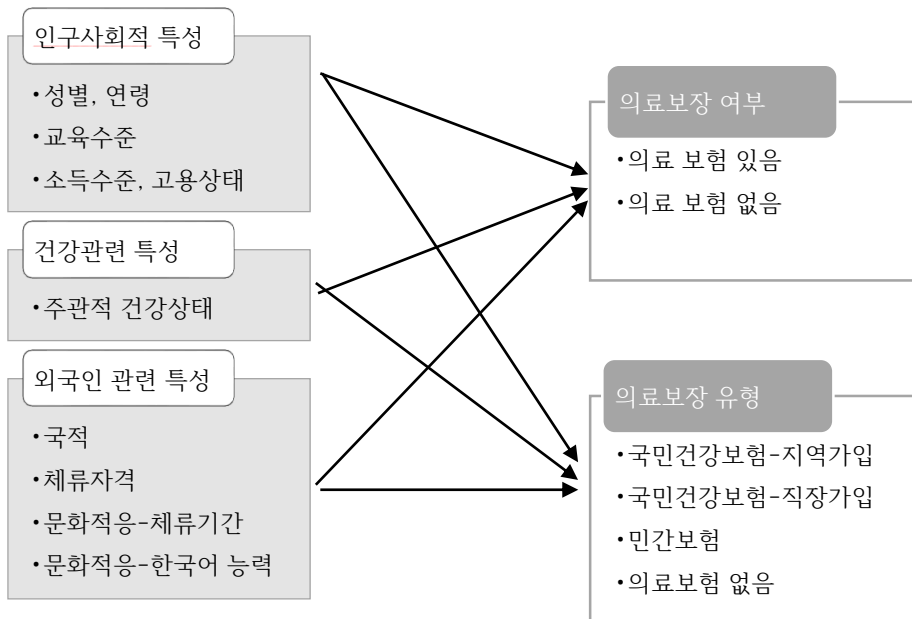 인구사회적 특성
•성별, 연령
•교육수준
•소득수준, 고용상태
건강관련 특성
•주관적 건강상태
외국인 관련 특성
•국적
•체류자격
•문화적응-체류기간
•문화적응-한국어 능력
의료보장 여부
•의료 보험 있음
•의료 보험 없음
의료보장 유형
•국민건강보험-지역가입
•국민건강보험-직장가입
•민간보험
•의료보험 없음